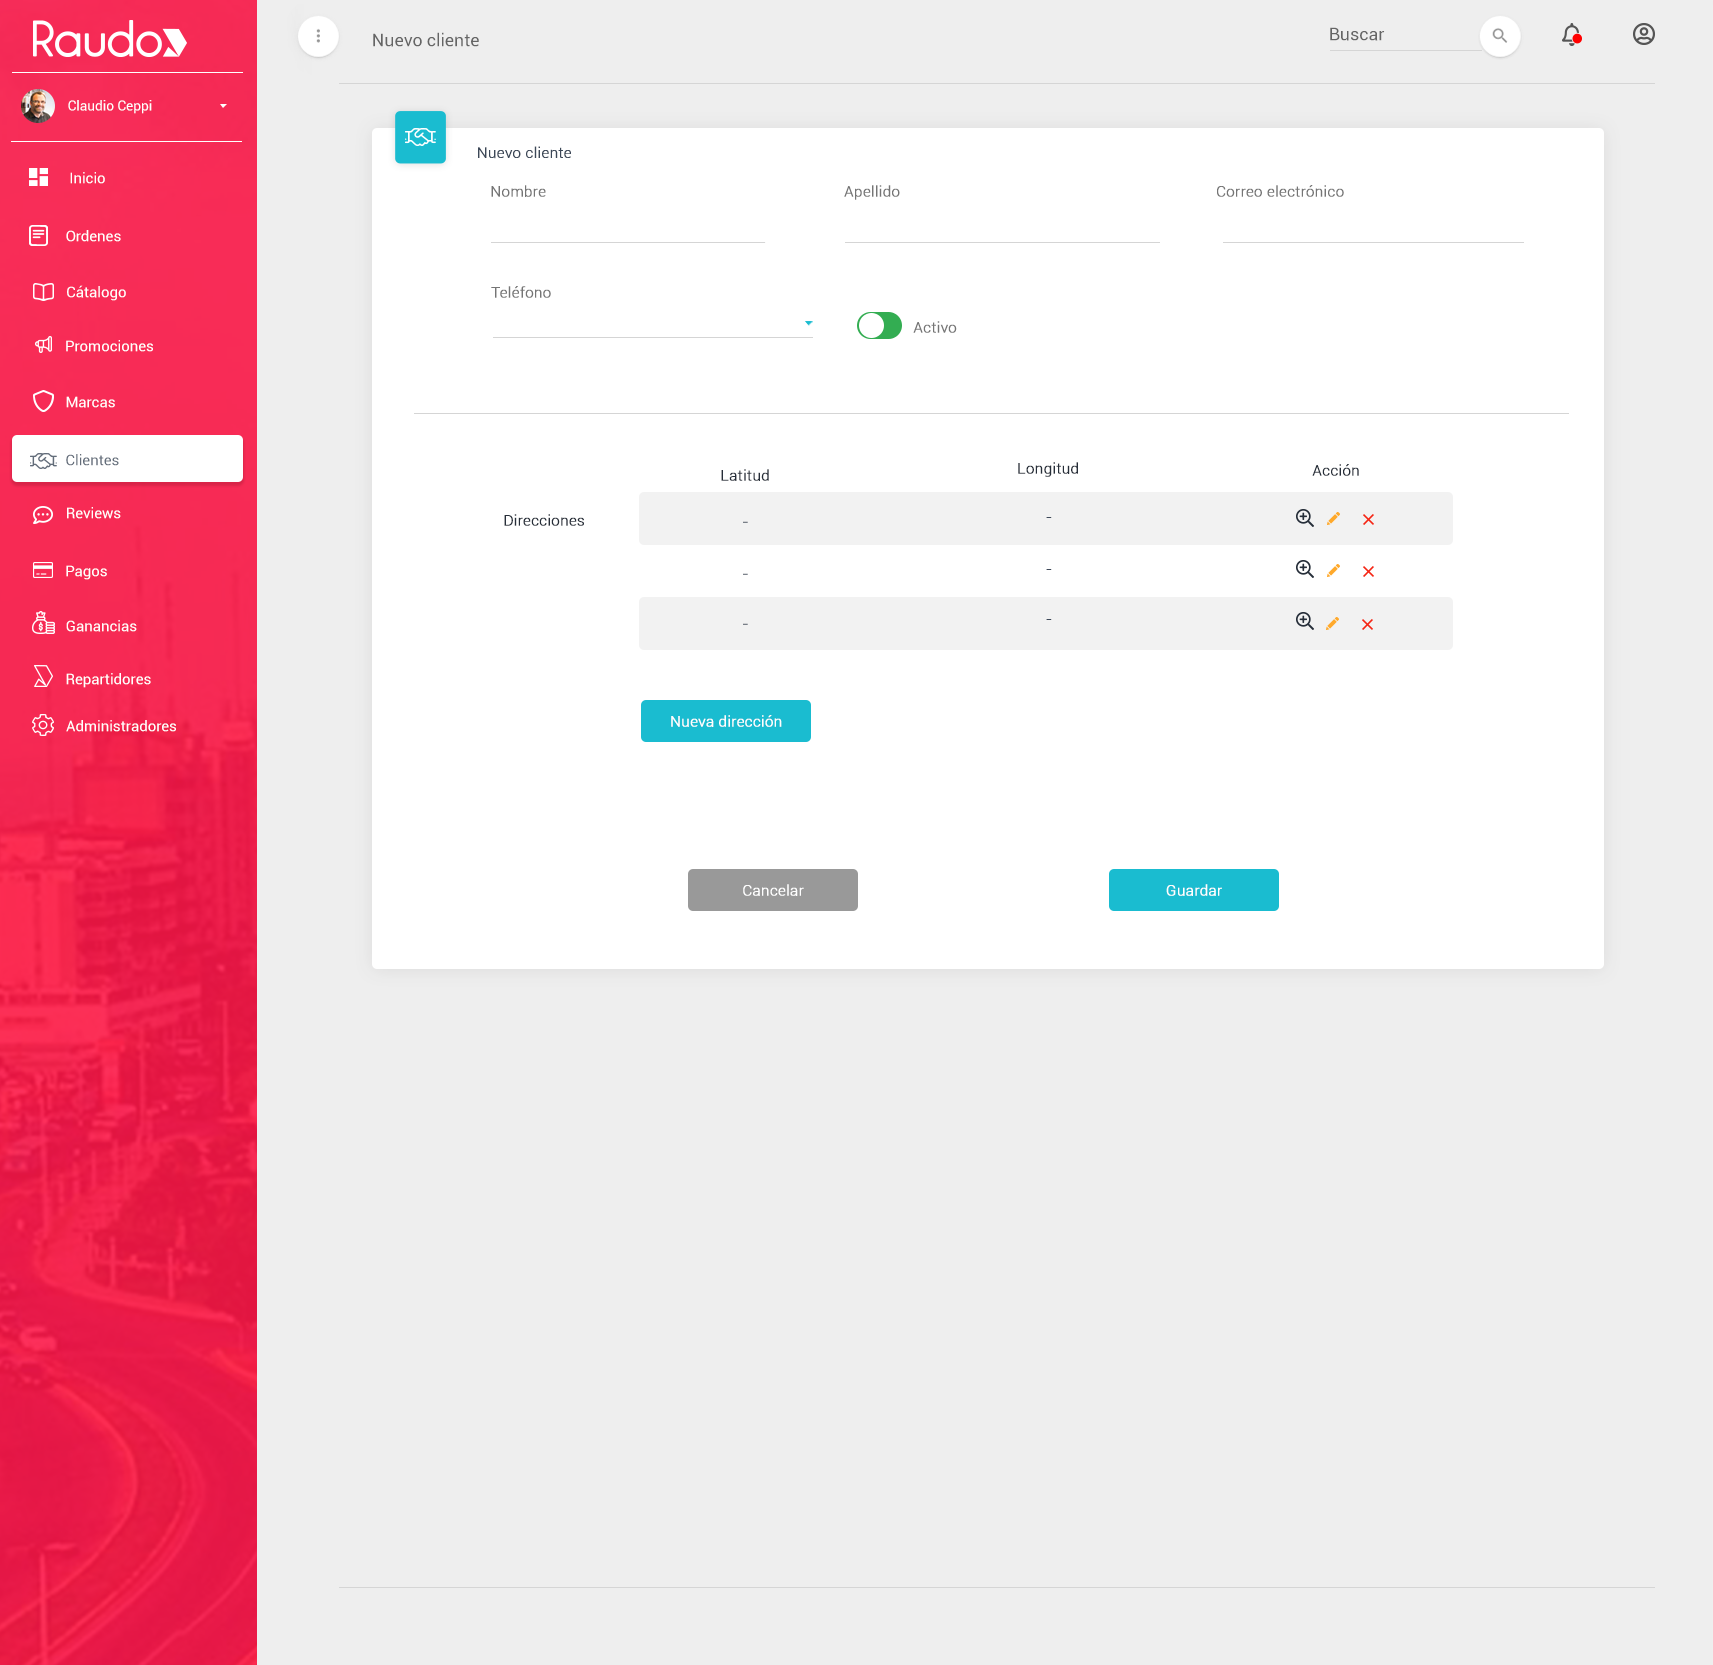 Raudo
Claudio Ceppi
Inicio
Ordenes
Cátalogo
Promociones
Marcas
Clientes
Reviews
Pagos
Ganancias
Repartidores
Administradores
Nuevo cliente
Buscar
Nuevo cliente
Nombre Apellido Correo electrónico
Teléfono
Activo
Latitud Longitud Acción
Direcciones - -
- -
- -
Nueva dirección
Cancelar Guardar